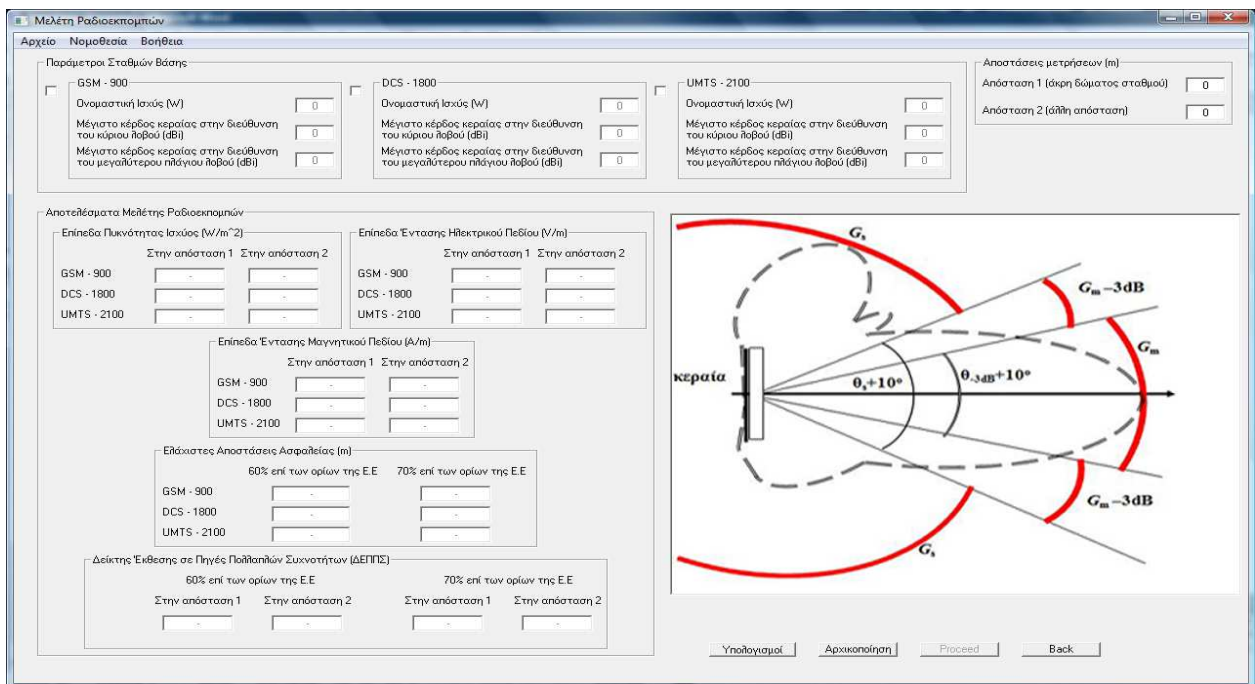 Μελέτη Ραδιοεκπομπών
Αρχείο Νομοθεσία Βοήθεια
Παράμετροι Σταθμών Βάσης
GSM - 900
Ονομαστική Ισχύς (W) 0
Μέγιστο κέρδος κεραίας στην διεύθυνση
του κύριου λοβού (dBi) 0
Μέγιστο κέρδος κεραίας στην διεύθυνση
του μεγαλύτερου πλάγιου λοβού (dBi) 0
DCS - 1800
Ονομαστική Ισχύς (W) 0
Μέγιστο κέρδος κεραίας στην διεύθυνση
του κύριου λοβού (dBi) 0
Μέγιστο κέρδος κεραίας στην διεύθυνση
του μεγαλύτερου πλάγιου λοβού (dBi) 0
UMTS - 2100
Ονομαστική Ισχύς (W) 0
Μέγιστο κέρδος κεραίας στην διεύθυνση
του κύριου λοβού (dBi) 0
Μέγιστο κέρδος κεραίας στην διεύθυνση
του μεγαλύτερου πλάγιου λοβού (dBi) 0
Αποστάσεις μετρήσεων (m)
Απόσταση 1 (άκρη δώματος σταθμού) 0
Απόσταση 2 (άλλη απόσταση) 0
Αποτελέσματα Μελέτης Ραδιοεκπομπών
Επίπεδα Πυκνότητας Ισχύος (W/m^2)
Στην απόσταση 1 Στην απόσταση 2
GSM - 900 - -
DCS - 1800 - -
UMTS - 2100 - -
Επίπεδα Έντασης Ηλεκτρικού Πεδίου (V/m)
Στην απόσταση 1 Στην απόσταση 2
GSM - 900 - -
DCS - 1800 - -
UMTS - 2100 - -
Επίπεδα Έντασης Μαγνητικού Πεδίου (A/m)
Στην απόσταση 1 Στην απόσταση 2
GSM - 900 - -
DCS - 1800 - -
UMTS - 2100 - -
Ελάχιστες Αποστάσεις Ασφαλείας (m)
60% επί των ορίων της Ε.Ε 70% επί των ορίων της Ε.Ε
GSM - 900 - -
DCS - 1800 - -
UMTS - 2100 - -
Δείκτης Έκθεσης σε Πηγές Πολλαπλών Συχνοτήτων (ΔΕΠΠΣ)
60% επί των ορίων της Ε.Ε 70% επί των ορίων της Ε.Ε
Στην απόσταση 1 Στην απόσταση 2 Στην απόσταση 1 Στην απόσταση 2
- - - -
Gs
Gm −3dB
Gm
κεραία
θs+10°
θ-3dB+10°
Gm −3dB
Gs
Υπολογισμοί Αρχικοποίηση Proceed Back